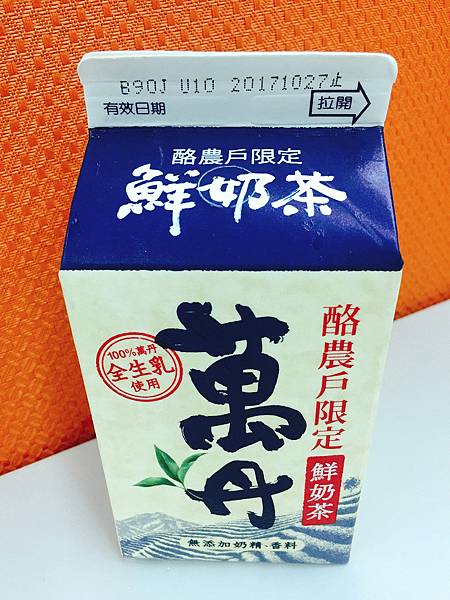 B90J U10 20171027止
有效日期
拉開
酪農戶限定
鮮奶茶
100%萬丹
全生乳
使用
萬丹
酪農戶限定
鮮奶茶
無添加奶精·香料